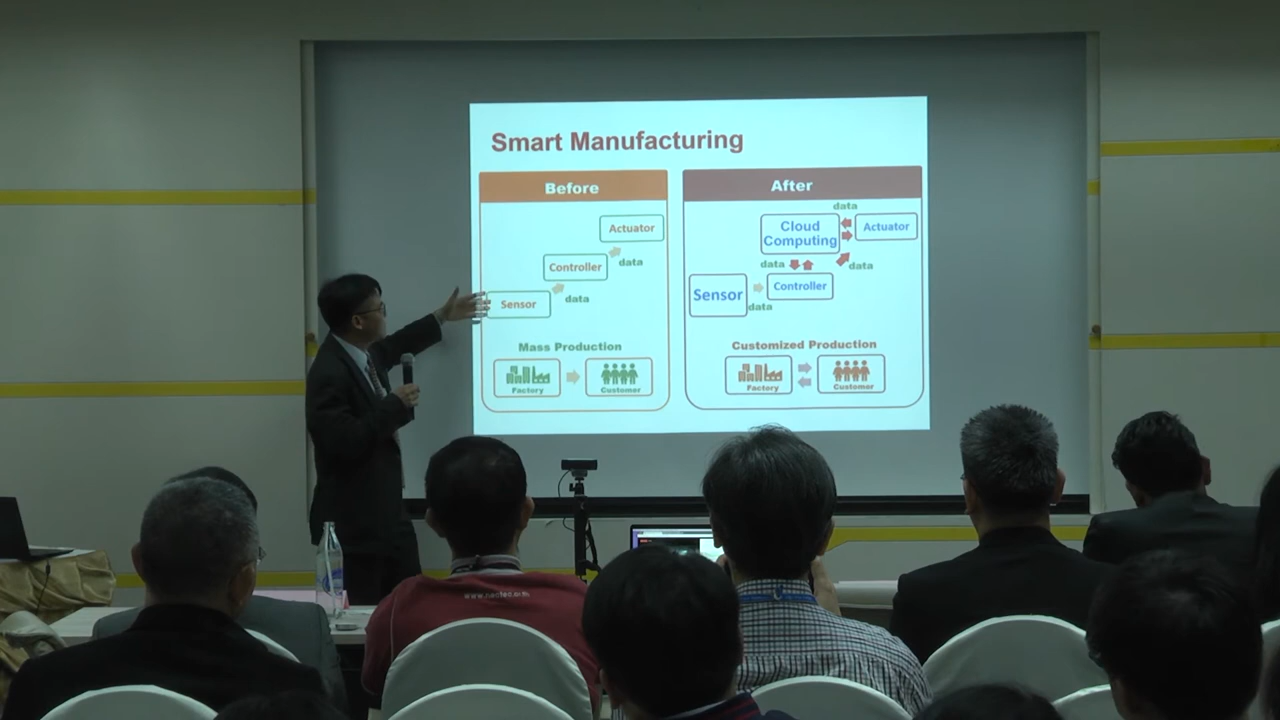 Smart Manufacturing
Before
Actuator
data
Controller
data
Sensor
Mass Production
Factory
Customer
After
data
Cloud
Computing
Actuator
data
data
Controller
Sensor
data
Customized Production
Factory
Customer